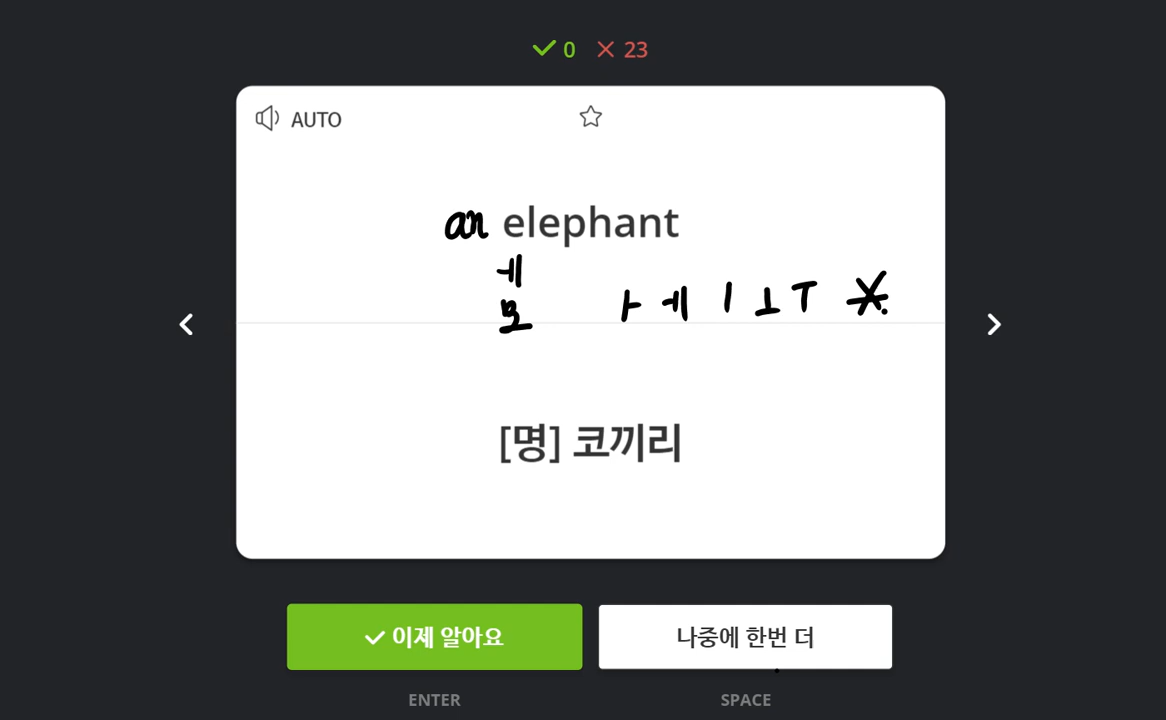 0 23
AUTO
an elephant
ㅔ
ㅏ ㅔ ㅣ ㅗ ㅜ
[명] 코끼리
이제 알아요 나중에 한번 더
ENTER SPACE